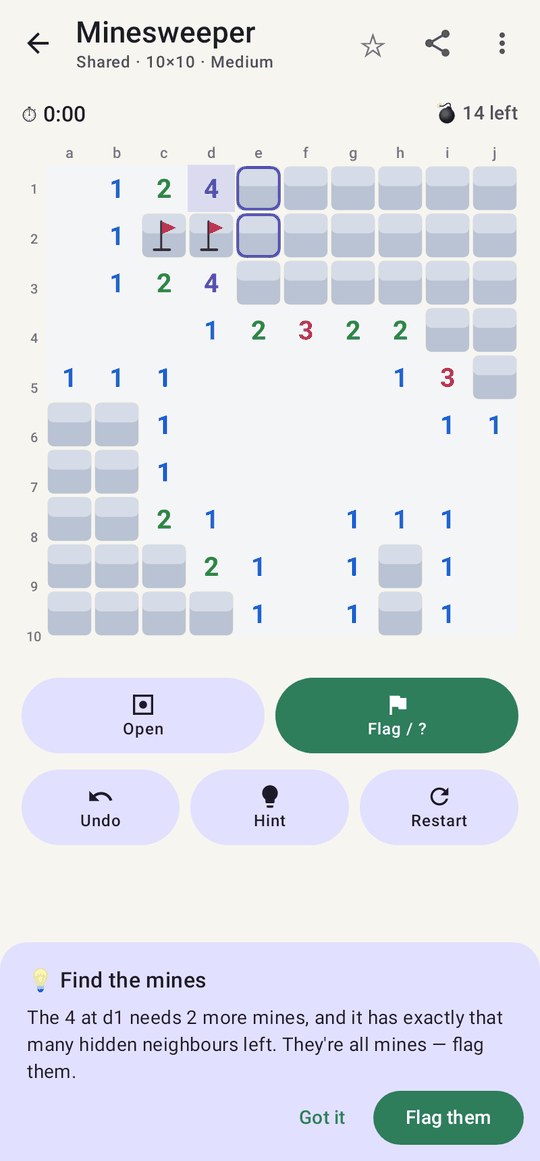 Minesweeper
Shared · 10×10 · Medium
0:00
14 left
a b c d e f g h i j
1 1 2 4
2 1
3 1 2 4
4 1 2 3 2 2
5 1 1 1 1 3
6 1 1 1
7 1
8 2 1 1 1 1
9 2 1 1 1
10 1 1 1
Open
Flag / ?
Undo
Hint
Restart
Find the mines
The 4 at d1 needs 2 more mines, and it has exactly that
many hidden neighbours left. They're all mines — flag
them.
Got it
Flag them